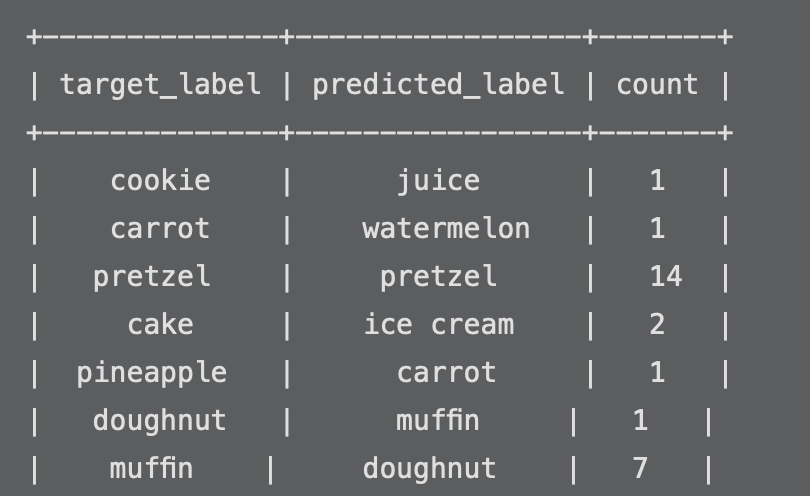 +--------------+-----------------+-------+
| target_label | predicted_label | count |
+--------------+-----------------+-------+
|    cookie    |      juice      |   1   |
|    carrot    |    watermelon   |   1   |
|   pretzel    |     pretzel     |   14  |
|     cake     |    ice cream    |   2   |
|  pineapple   |      carrot     |   1   |
|   doughnut   |      muffin     |   1   |
|    muffin    |     doughnut    |   7   |